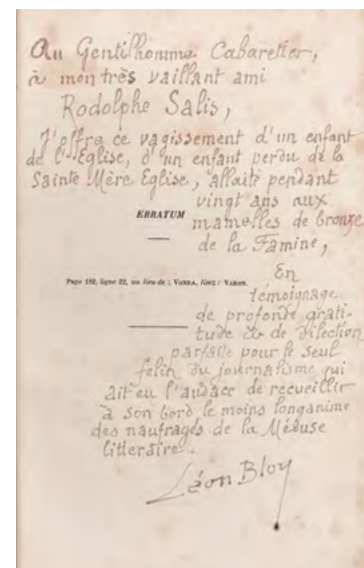 Au Gentilhomme Cabaretier,
à mon très vaillant ami
Rodolphe Salis,
J'offre ce vagissement d'un enfant
de l'Eglise, d'un enfant perdu de la
Sainte Mère Eglise, allaité pendant
vingt ans aux
ERRATUM
mamelles de bronze
de la Famine,
En
Page 182, ligne 22, au lieu de : VONRA, lisez : VARON.
témoignage
de profonde grati-
tude & de dilection
parfaite pour le seul
felin du journalisme qui
ait eu l'audace de recueillir
à son bord le moins longanime
des naufragés de la Méduse
litteraire.
Léon Bloy